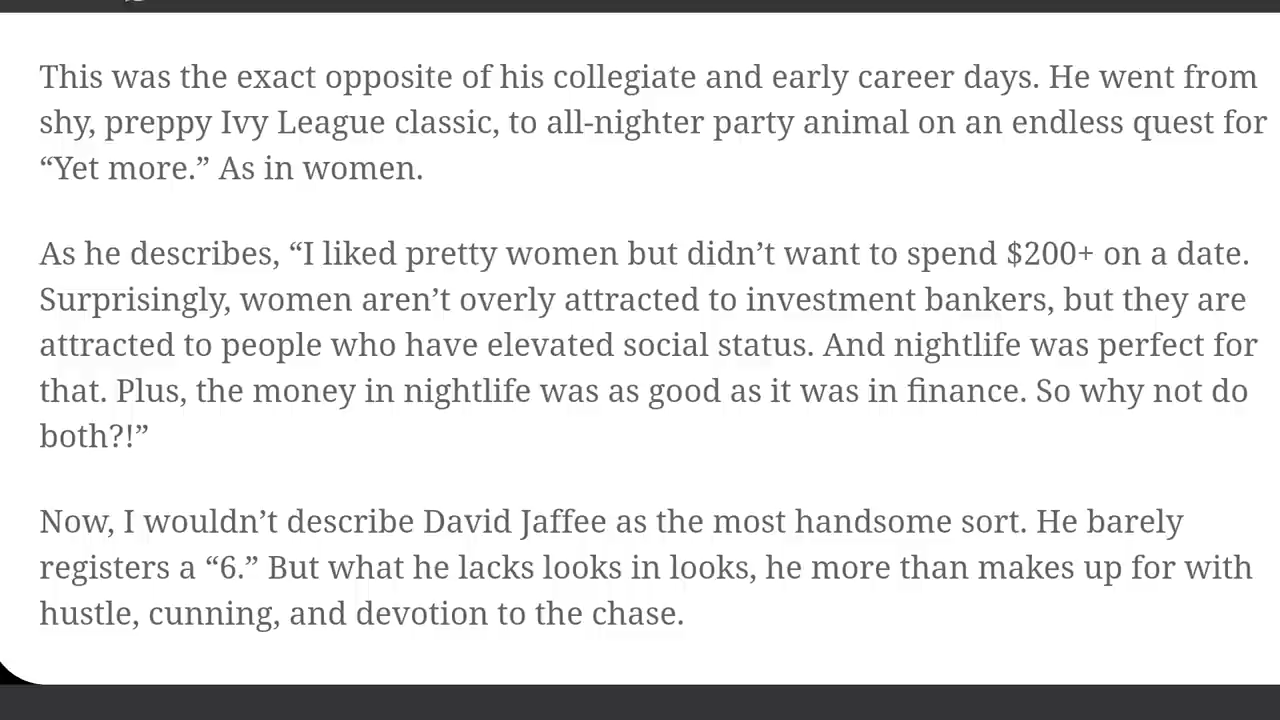 This was the exact opposite of his collegiate and early career days. He went from
shy, preppy Ivy League classic, to all-nighter party animal on an endless quest for
“Yet more.” As in women.
As he describes, “I liked pretty women but didn’t want to spend $200+ on a date.
Surprisingly, women aren’t overly attracted to investment bankers, but they are
attracted to people who have elevated social status. And nightlife was perfect for
that. Plus, the money in nightlife was as good as it was in finance. So why not do
both?!”
Now, I wouldn’t describe David Jaffee as the most handsome sort. He barely
registers a “6.” But what he lacks looks in looks, he more than makes up for with
hustle, cunning, and devotion to the chase.